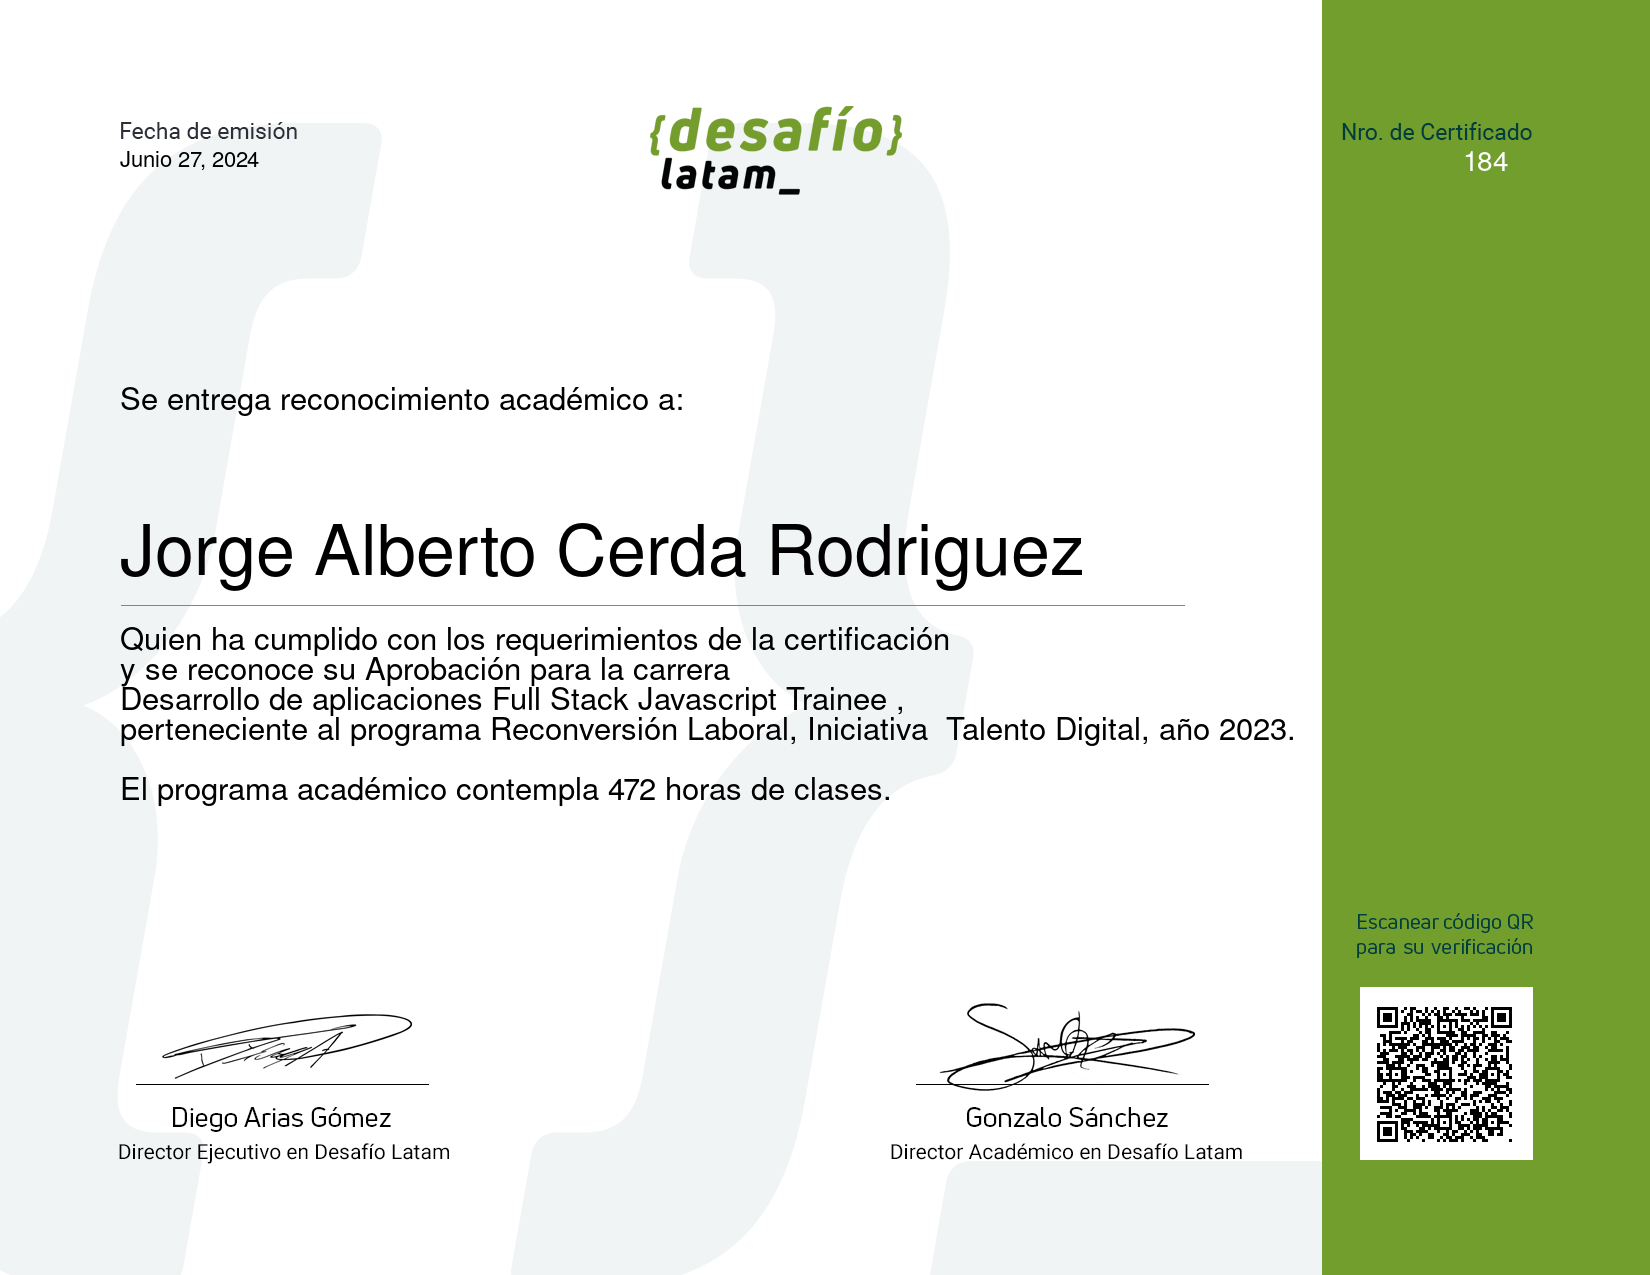 Fecha de emisión
Junio 27, 2024
{desafío}
latam_
Nro. de Certificado
184
Se entrega reconocimiento académico a:
Jorge Alberto Cerda Rodriguez
Quien ha cumplido con los requerimientos de la certificación
y se reconoce su Aprobación para la carrera
Desarrollo de aplicaciones Full Stack Javascript Trainee ,
perteneciente al programa Reconversión Laboral, Iniciativa  Talento Digital, año 2023.
El programa académico contempla 472 horas de clases.
Escanear código QR
para su verificación
Diego Arias Gómez
Director Ejecutivo en Desafío Latam
Gonzalo Sánchez
Director Académico en Desafío Latam